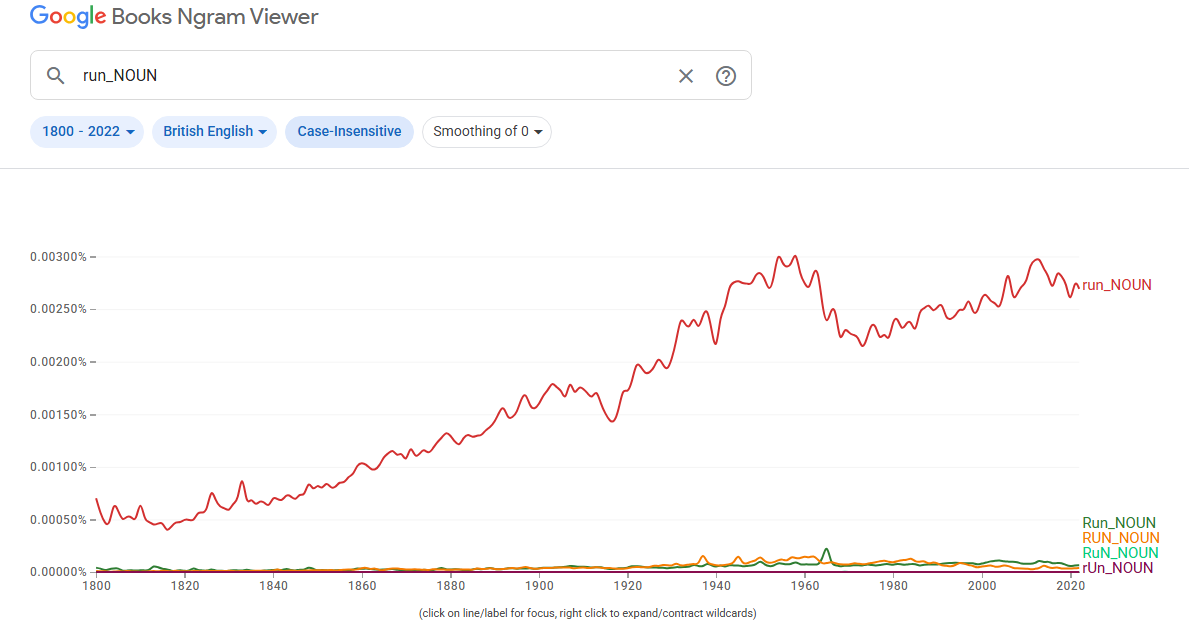 Google Books Ngram Viewer
run_NOUN
1800 - 2022 British English Case-Insensitive Smoothing of 0
0.00300%
run_NOUN
0.00250%
0.00200%
0.00150%
0.00100%
0.00050%
Run_NOUN
RUN_NOUN
RuN_NOUN
rUn_NOUN
0.00000%
1800 1820 1840 1860 1880 1900 1920 1940 1960 1980 2000 2020
(click on line/label for focus, right click to expand/contract wildcards)